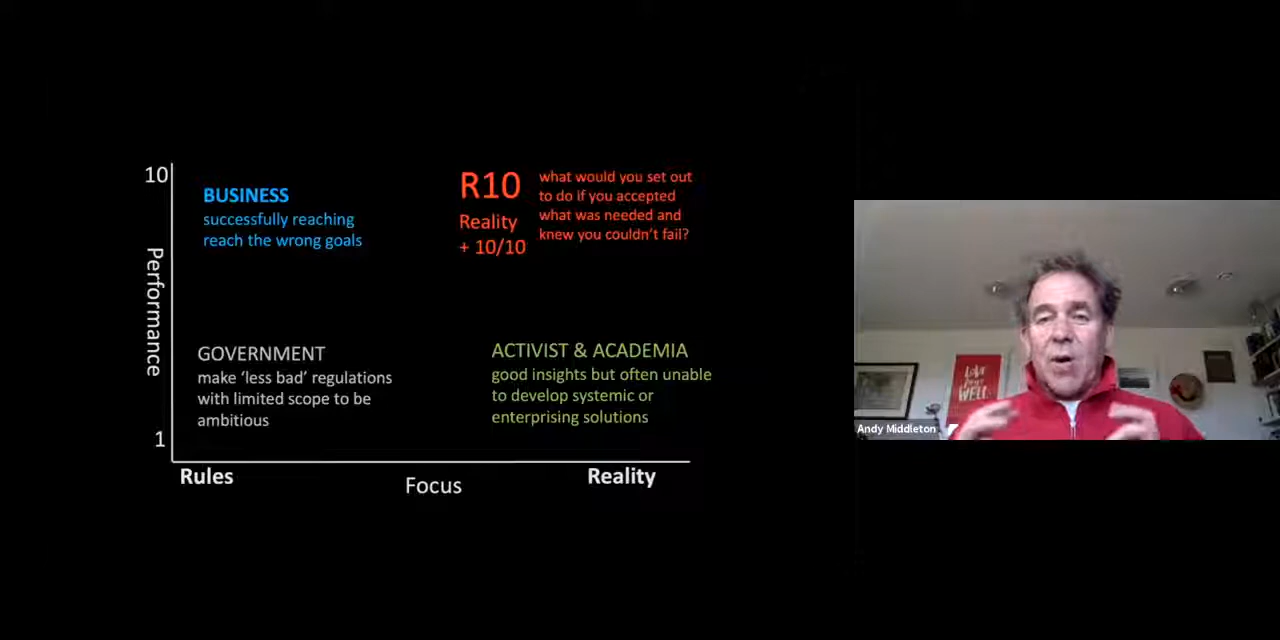 10
BUSINESS
successfully reaching
reach the wrong goals
R10
Reality
+ 10/10
what would you set out
to do if you accepted
what was needed and
knew you couldn't fail?
Performance
GOVERNMENT
make 'less bad' regulations
with limited scope to be
ambitious
ACTIVIST & ACADEMIA
good insights but often unable
to develop systemic or
enterprising solutions
1
Rules
Focus
Reality
WELL
Andy Middleton